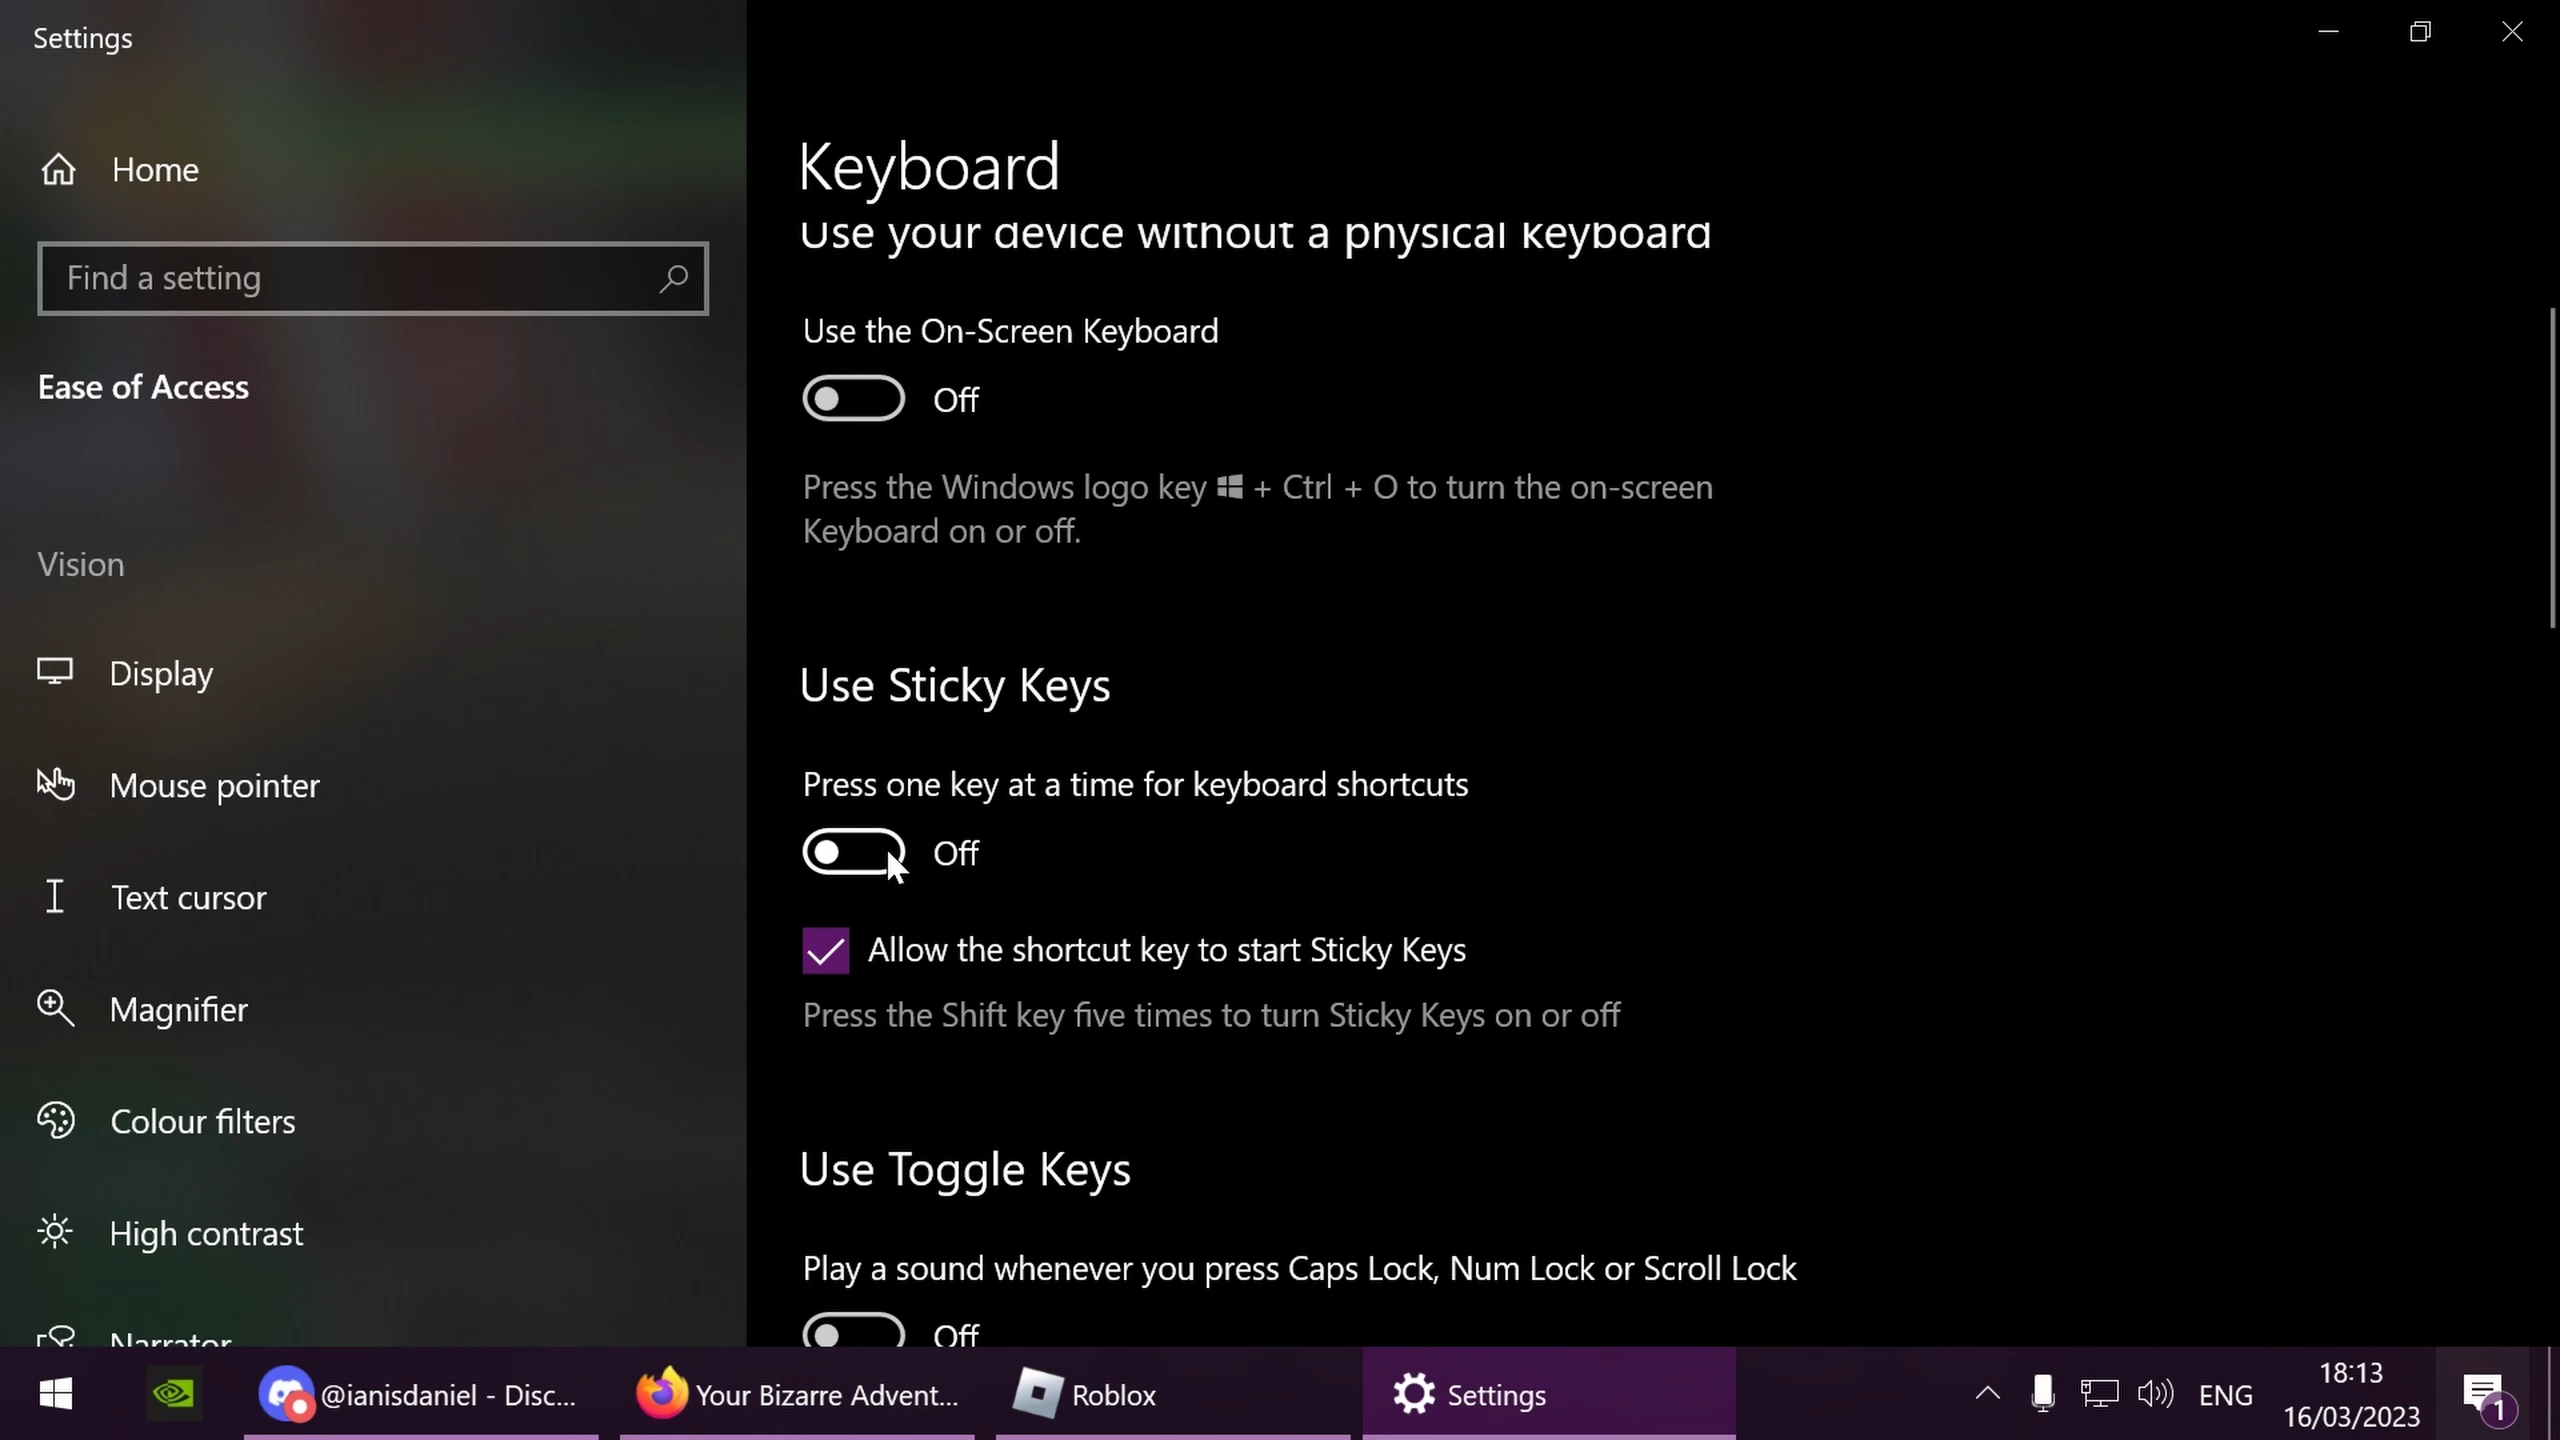 Settings
Home
Find a setting
Ease of Access
Vision
Display
Mouse pointer
Text cursor
Magnifier
Colour filters
High contrast
Narrator
Keyboard
Use your device without a physical keyboard
Use the On-Screen Keyboard
Off
Press the Windows logo key + Ctrl + O to turn the on-screen
Keyboard on or off.
Use Sticky Keys
Press one key at a time for keyboard shortcuts
Off
Allow the shortcut key to start Sticky Keys
Press the Shift key five times to turn Sticky Keys on or off
Use Toggle Keys
Play a sound whenever you press Caps Lock, Num Lock or Scroll Lock
Off
@ianisdaniel - Disc...
Your Bizarre Advent...
Roblox
Settings
ENG
18:13
16/03/2023
1